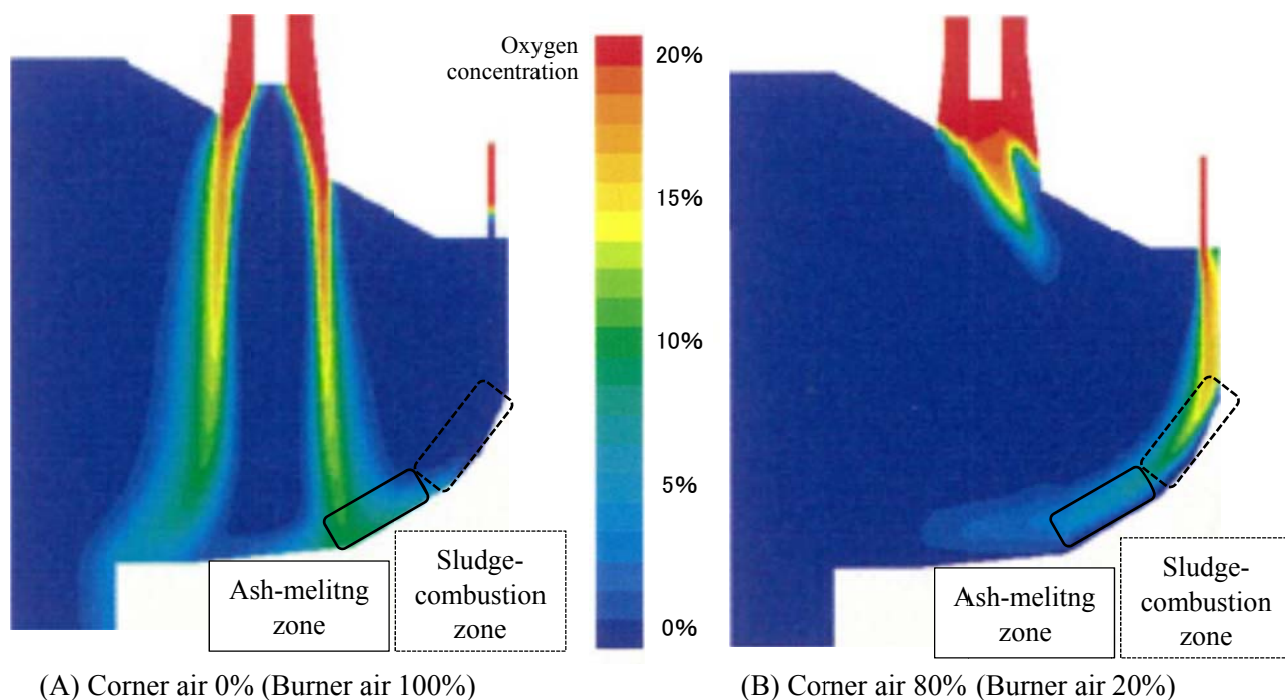 Oxygen
concentration
20%
15%
10%
5%
0%
Ash-melitng
zone
Sludge-
combustion
zone
Ash-melitng
zone
Sludge-
combustion
zone
(A) Corner air 0% (Burner air 100%)
(B) Corner air 80% (Burner air 20%)